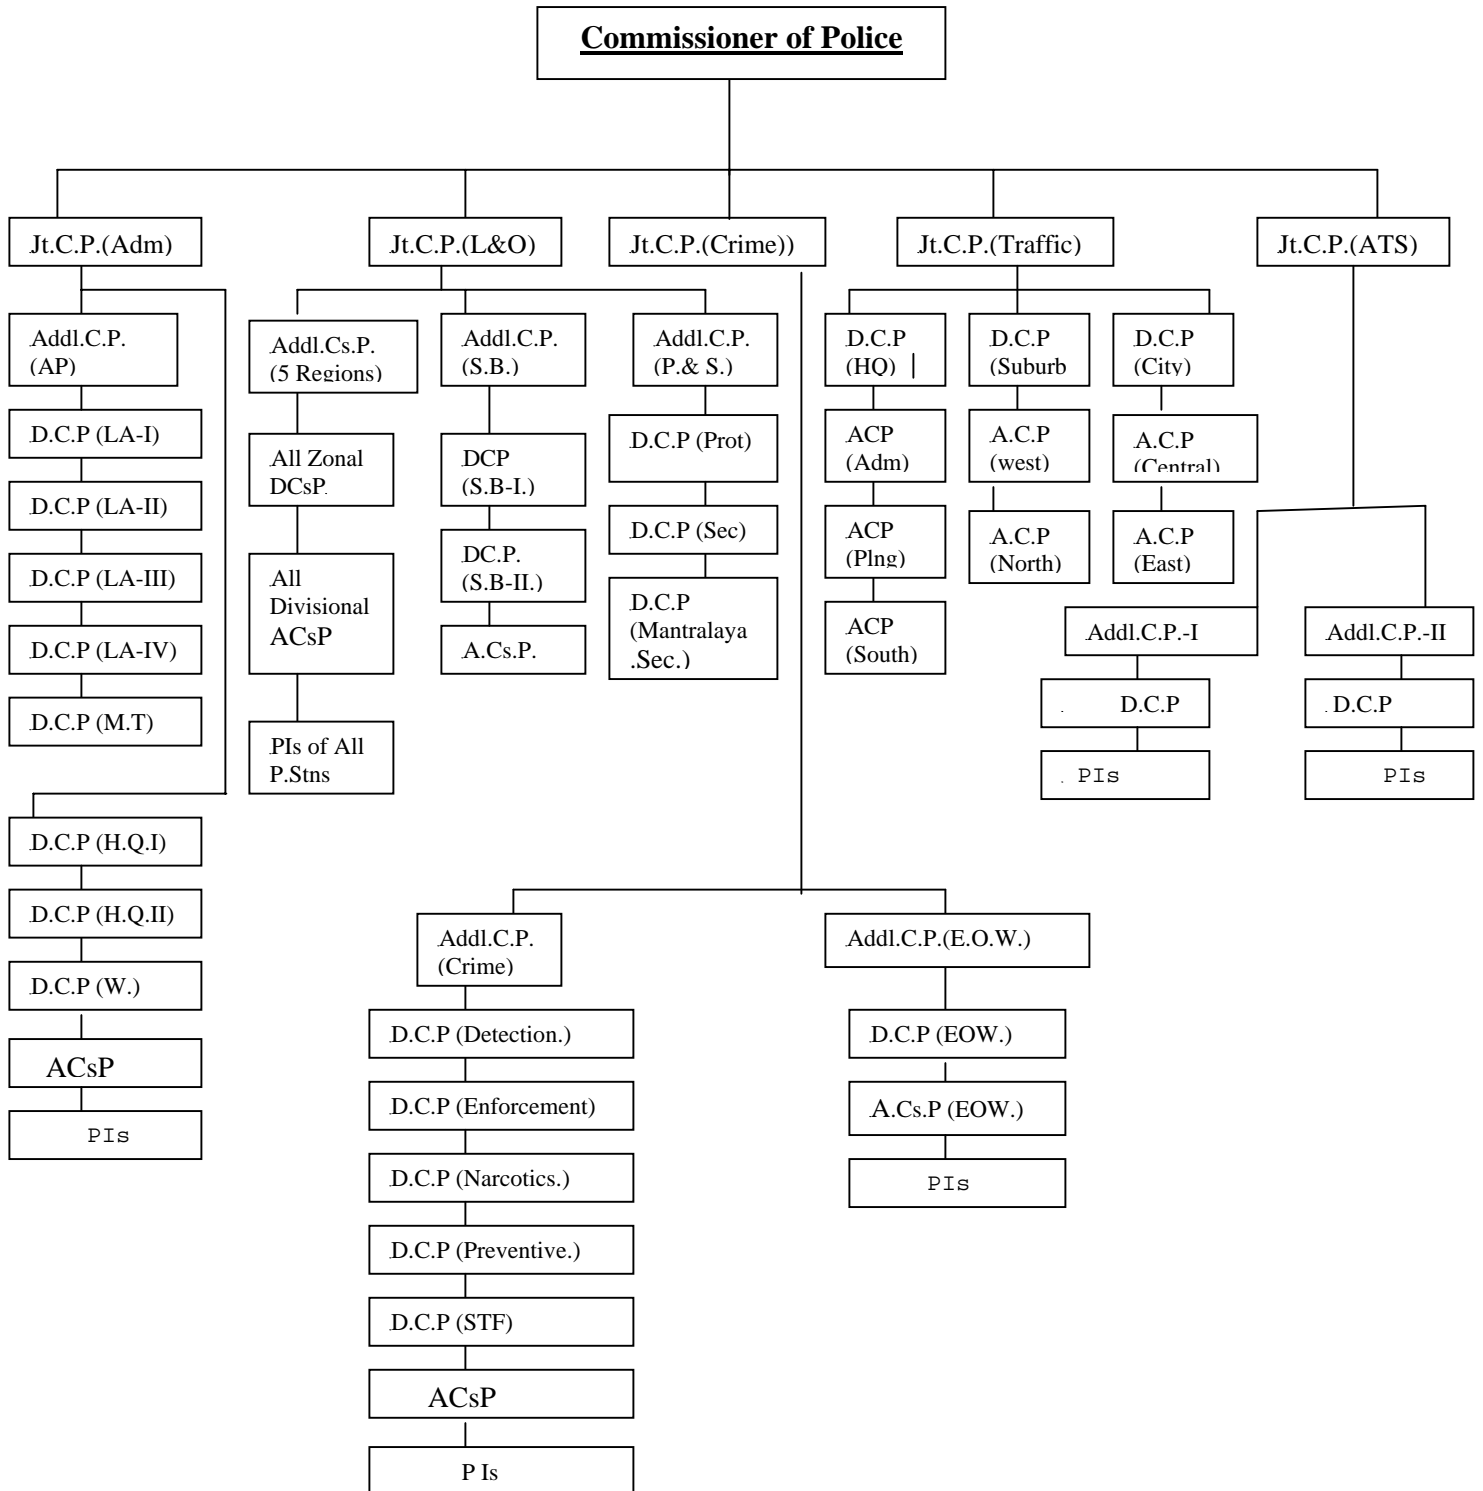 Commissioner of Police
Jt.C.P.(Adm)
Jt.C.P.(L&O)
Jt.C.P.(Crime))
Jt.C.P.(Traffic)
Jt.C.P.(ATS)
Addl.C.P.
(AP)
D.C.P (LA-I)
D.C.P (LA-II)
D.C.P (LA-III)
D.C.P (LA-IV)
D.C.P (M.T)
D.C.P (H.Q.I)
D.C.P (H.Q.II)
D.C.P (W.)
ACsP
PIs
Addl.Cs.P.
(5 Regions)
All Zonal
DCsP.
All
Divisional
ACsP
PIs of All
P.Stns
Addl.C.P.
(S.B.)
DCP
(S.B-I.)
DC.P.
(S.B-II.)
A.Cs.P.
Addl.C.P.
(P.& S.)
D.C.P (Prot)
D.C.P (Sec)
D.C.P
(Mantralaya
.Sec.)
Addl.C.P.
(Crime)
D.C.P (Detection.)
D.C.P (Enforcement)
D.C.P (Narcotics.)
D.C.P (Preventive.)
D.C.P (STF)
ACsP
P Is
Addl.C.P.(E.O.W.)
D.C.P (EOW.)
A.Cs.P (EOW.)
PIs
D.C.P
(HQ)
ACP
(Adm)
ACP
(Plng)
ACP
(South)
D.C.P
(Suburb
A.C.P
(west)
A.C.P
(North)
D.C.P
(City)
A.C.P
(Central)
A.C.P
(East)
Addl.C.P.-I
. D.C.P
. PIs
Addl.C.P.-II
. D.C.P
PIs